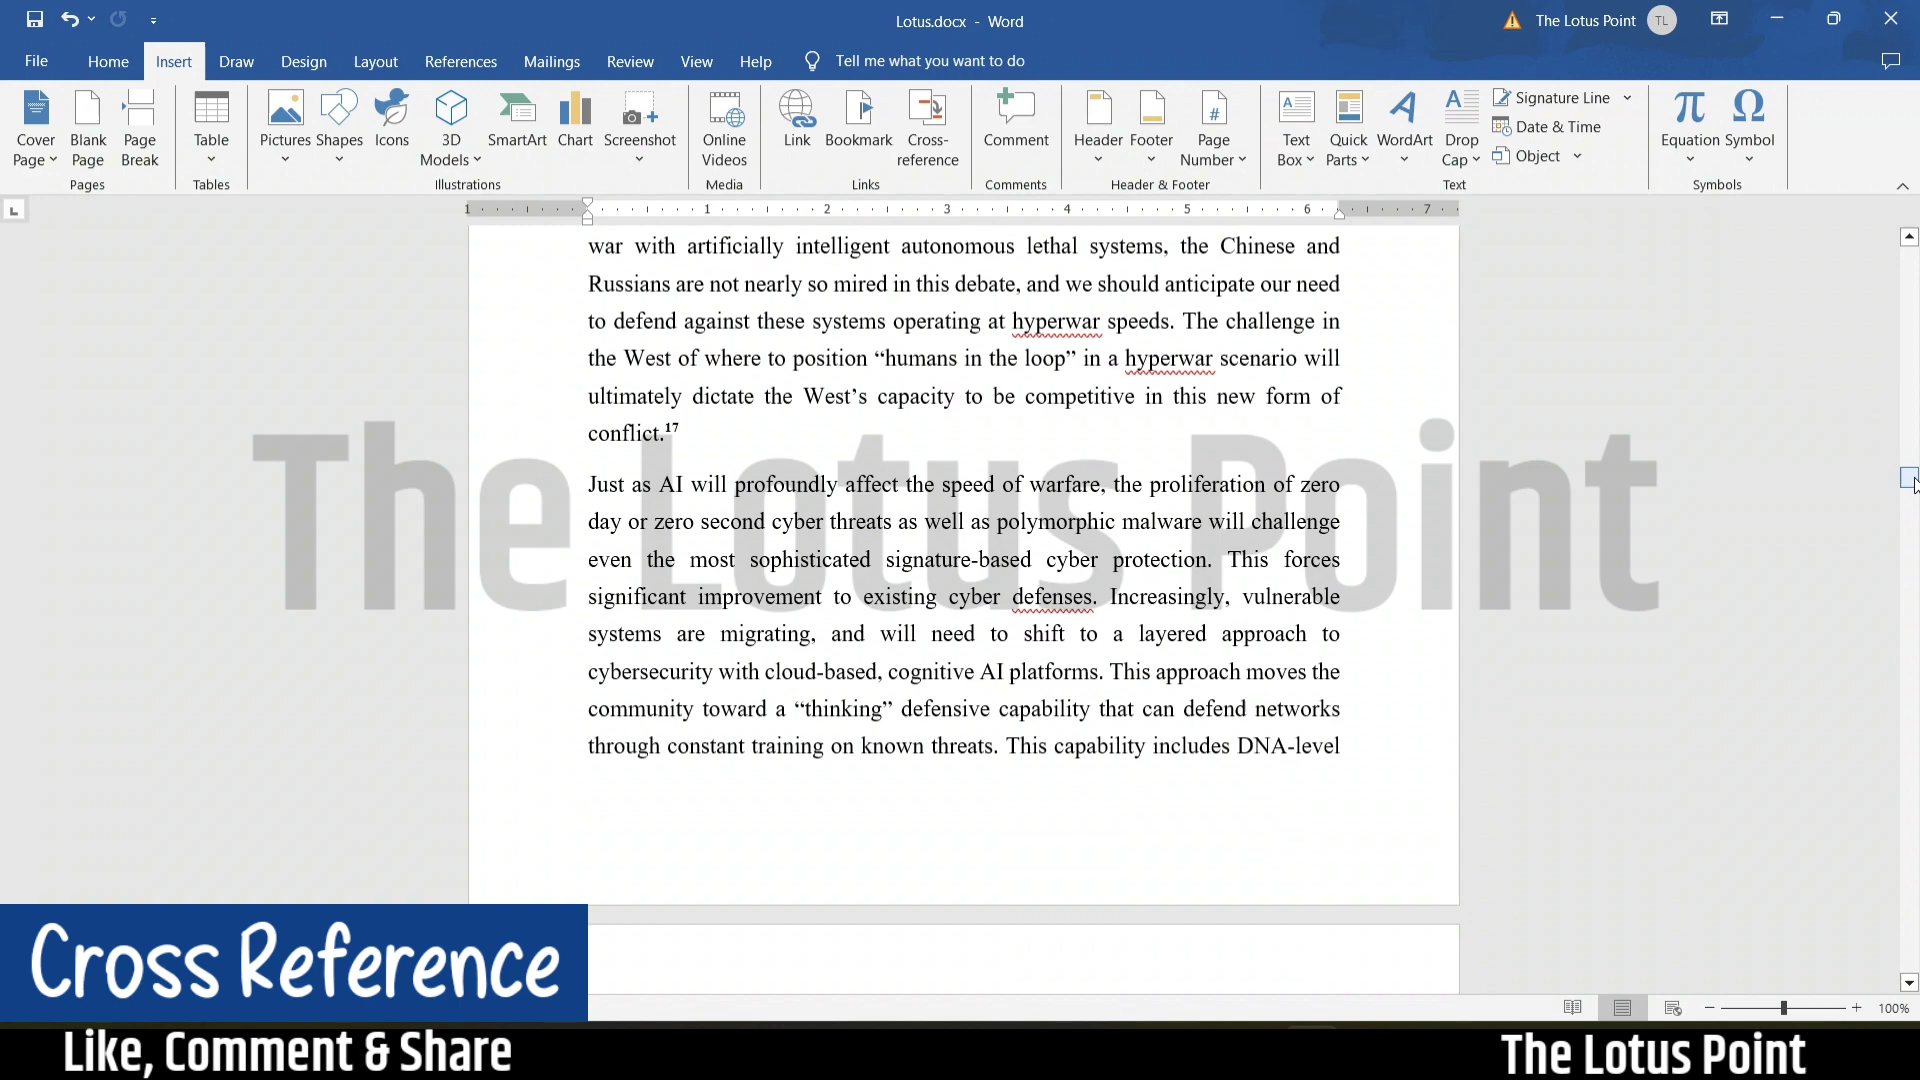 Lotus.docx - Word
The Lotus Point
TL
File Home Insert Draw Design Layout References Mailings Review View Help Tell me what you want to do
Cover Page
Blank Page
Page Break
Pages
Table
Tables
Pictures
Shapes
Icons
3D Models
SmartArt
Chart
Screenshot
Illustrations
Online Videos
Media
Link
Bookmark
Cross-reference
Links
Comment
Comments
Header
Footer
Page Number
Header & Footer
Text Box
Quick Parts
WordArt
Drop Cap
Signature Line
Date & Time
Object
Text
Equation
Symbol
Symbols
1 1 2 3 4 5 6 7
war with artificially intelligent autonomous lethal systems, the Chinese and
Russians are not nearly so mired in this debate, and we should anticipate our need
to defend against these systems operating at hyperwar speeds. The challenge in
the West of where to position “humans in the loop” in a hyperwar scenario will
ultimately dictate the West’s capacity to be competitive in this new form of
conflict.17
The Lotus Point
Just as AI will profoundly affect the speed of warfare, the proliferation of zero
day or zero second cyber threats as well as polymorphic malware will challenge
even the most sophisticated signature-based cyber protection. This forces
significant improvement to existing cyber defenses. Increasingly, vulnerable
systems are migrating, and will need to shift to a layered approach to
cybersecurity with cloud-based, cognitive AI platforms. This approach moves the
community toward a “thinking” defensive capability that can defend networks
through constant training on known threats. This capability includes DNA-level
Cross Reference
100%
Like, Comment & Share
The Lotus Point